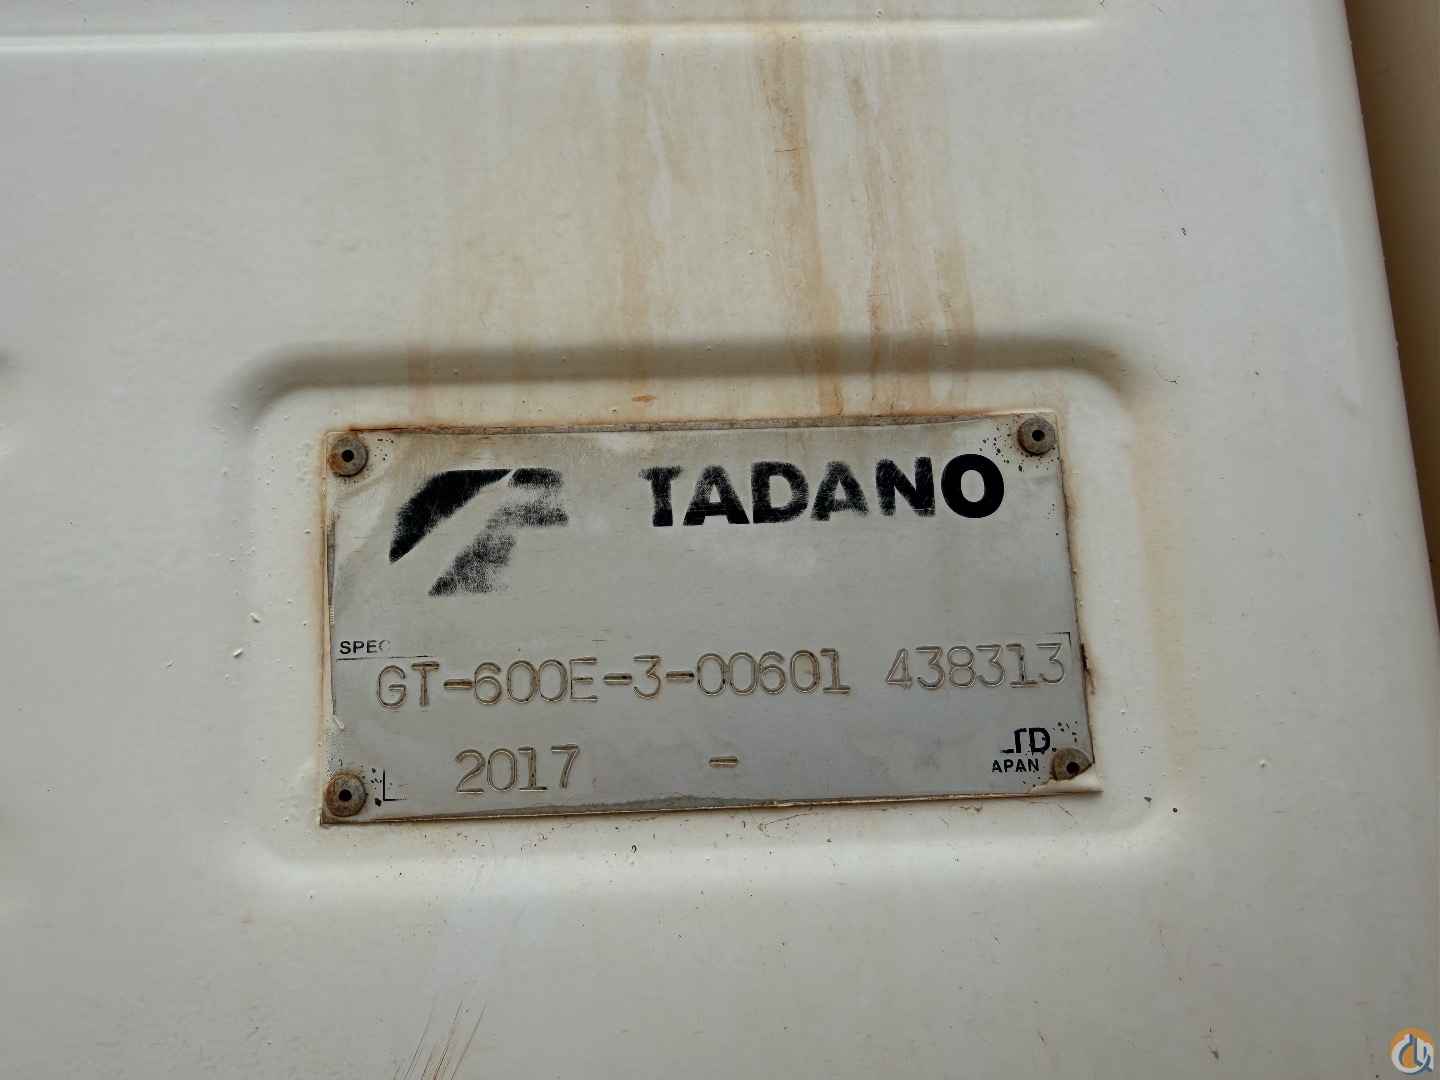 TADANO
SPEC
GT-600E-3-00601 438313
2017 -
LTD.
APAN